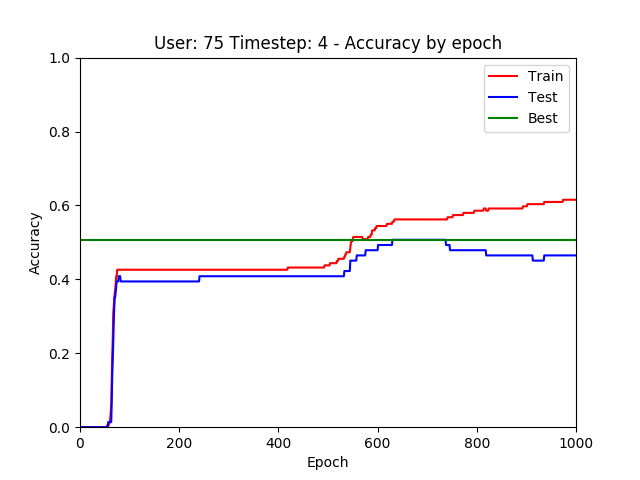 User: 75 Timestep: 4 - Accuracy by epoch
1.0
0.8
0.6
0.4
0.2
0.0
Accuracy
Train
Test
Best
0 200 400 600 800 1000
Epoch